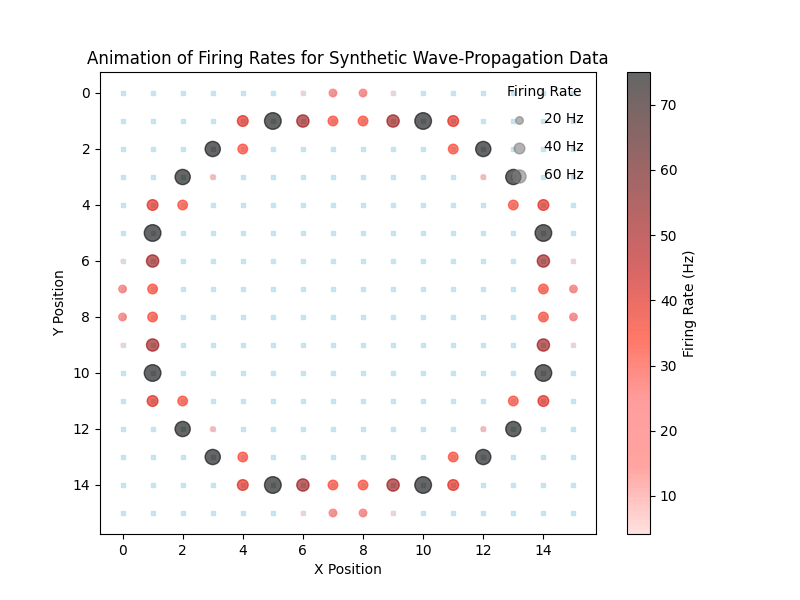 Animation of Firing Rates for Synthetic Wave-Propagation Data
Firing Rate
20 Hz
40 Hz
60 Hz
0
2
4
6
8
10
12
14
Y Position
0 2 4 6 8 10 12 14
X Position
70
60
50
40
30
20
10
Firing Rate (Hz)